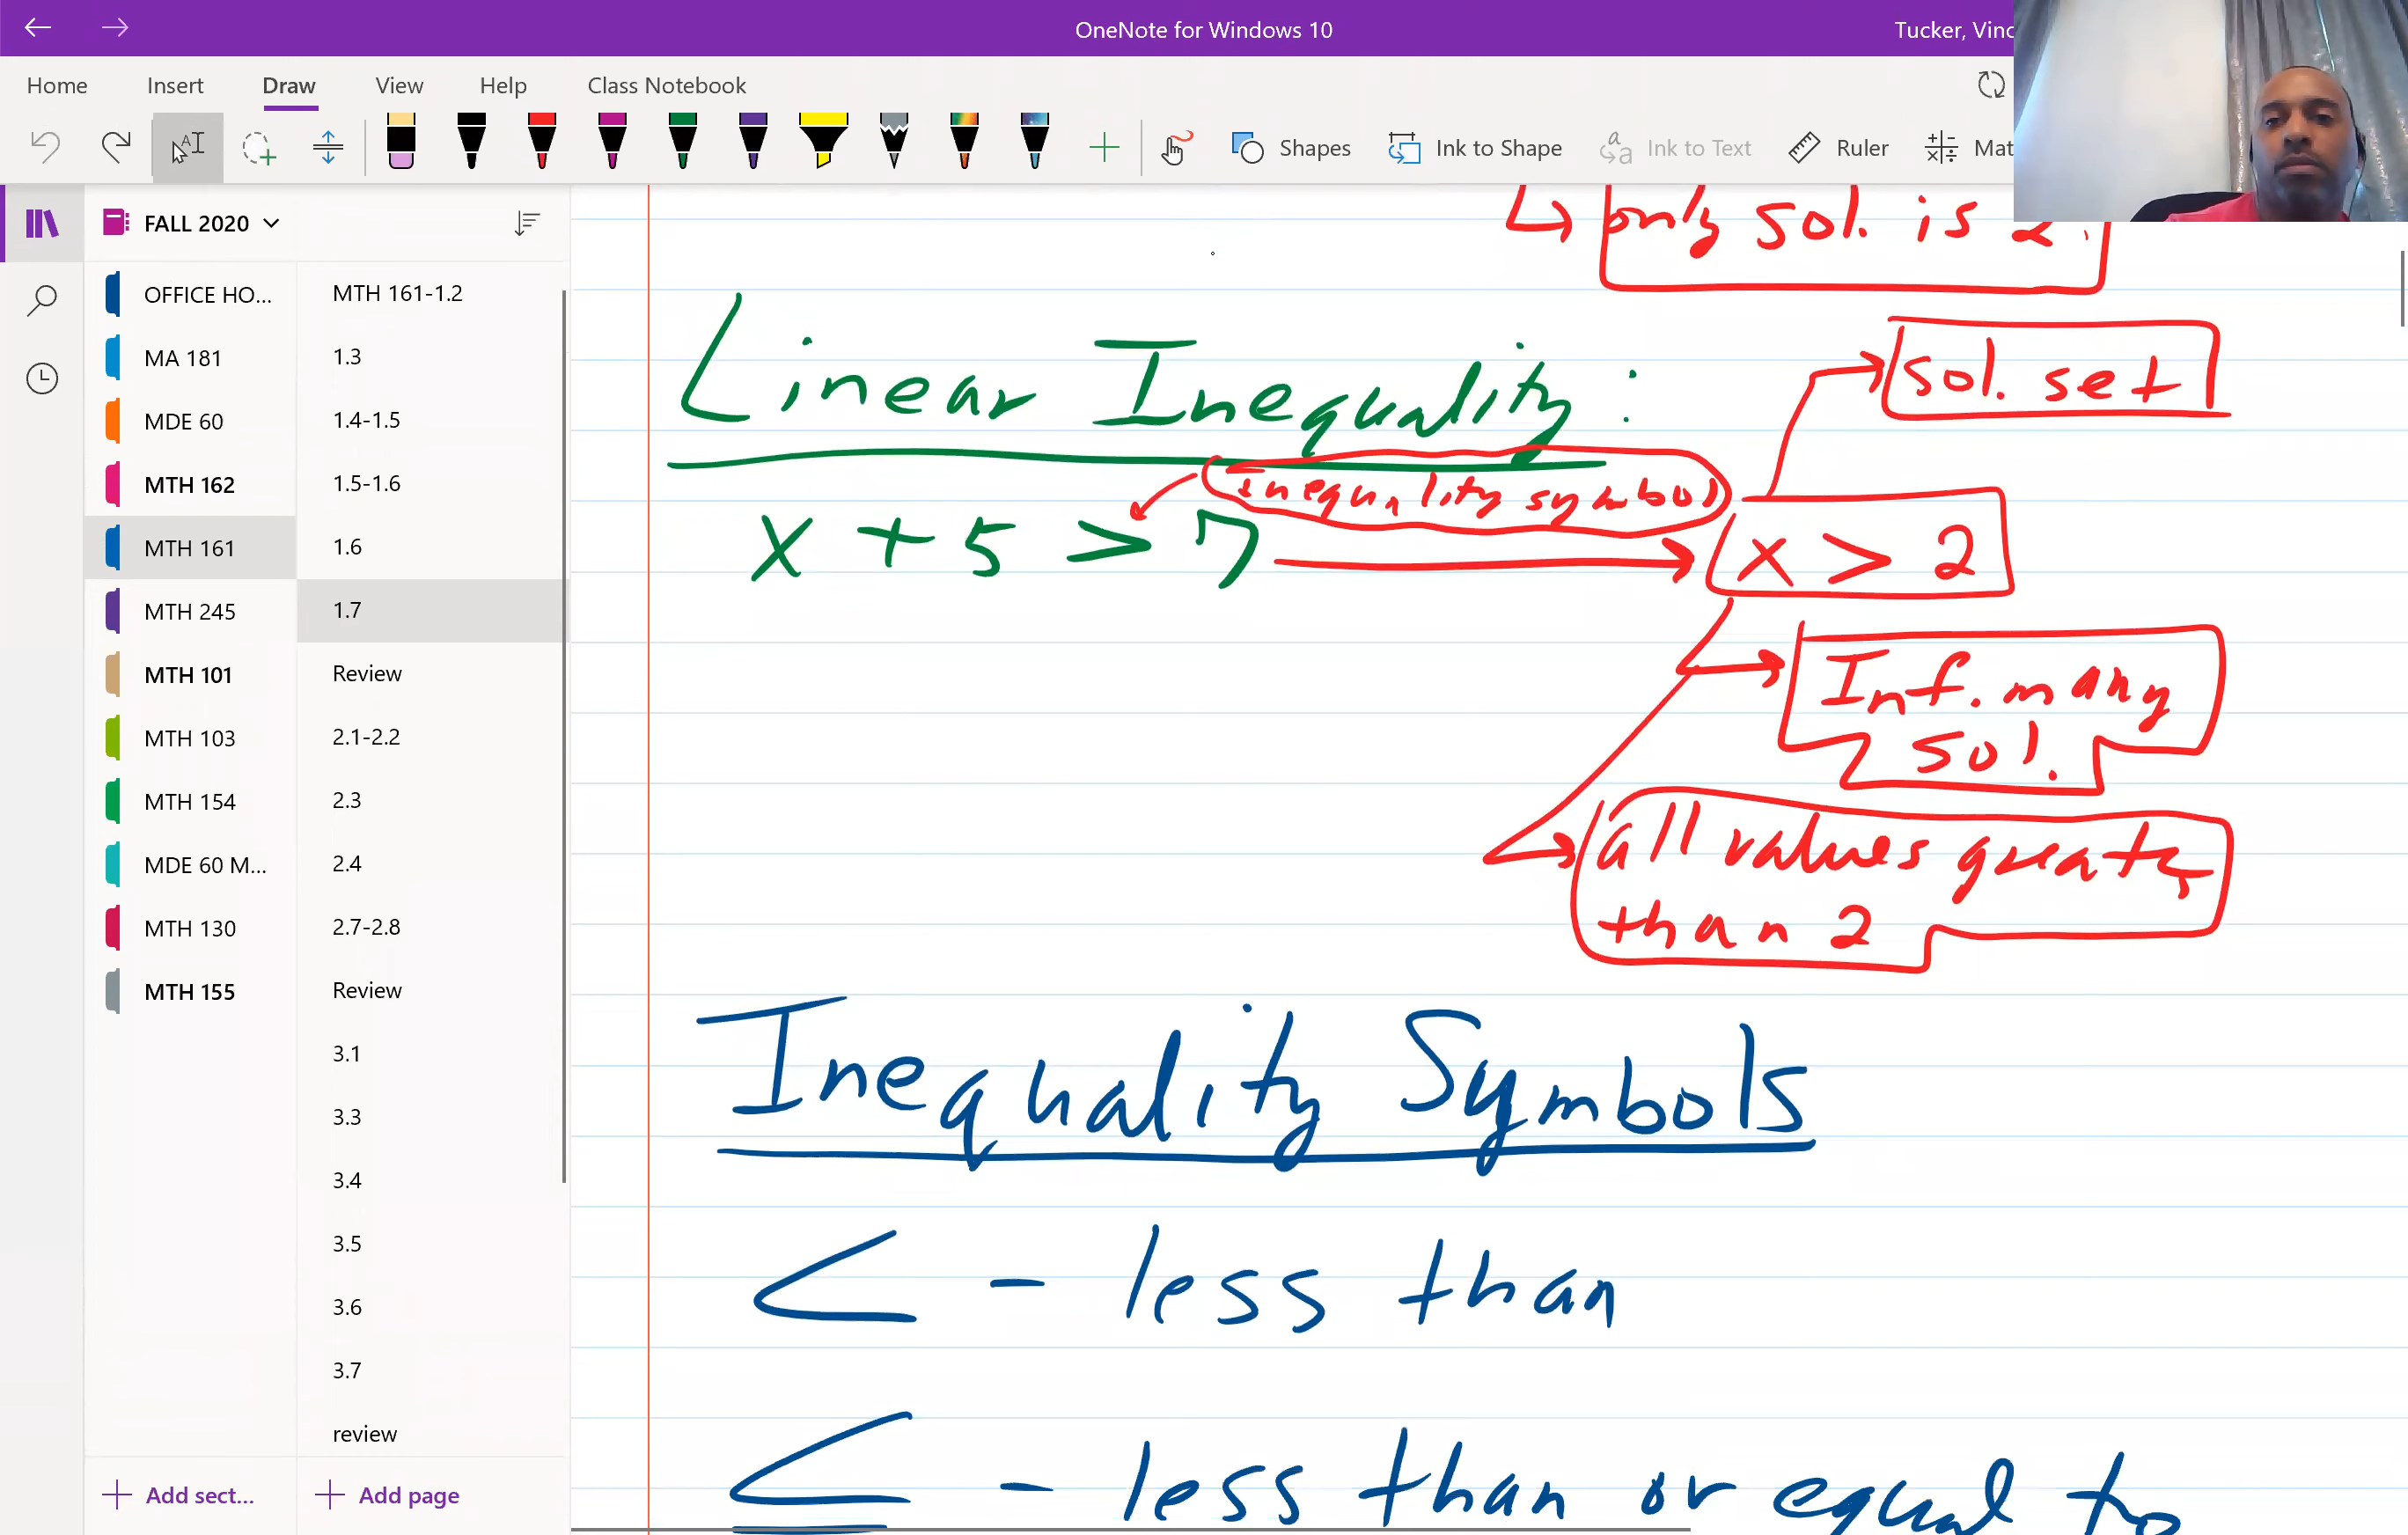 OneNote for Windows 10
Tucker, Vinc
Home Insert Draw View Help Class Notebook
Shapes Ink to Shape Ink to Text Ruler Mat
FALL 2020
OFFICE HO...
MA 181
MDE 60
MTH 162
MTH 161
MTH 245
MTH 101
MTH 103
MTH 154
MDE 60 M...
MTH 130
MTH 155
Add sect...
MTH 161-1.2
1.3
1.4-1.5
1.5-1.6
1.6
1.7
Review
2.1-2.2
2.3
2.4
2.7-2.8
Review
3.1
3.3
3.4
3.5
3.6
3.7
review
Add page
only sol. is 2.
Linear Inequality:
sol. set
inequality symbol
x + 5 > 7
x > 2
Inf. many
sol.
all values greater
than 2
Inequality Symbols
< - less than
≤ - less than or equal to